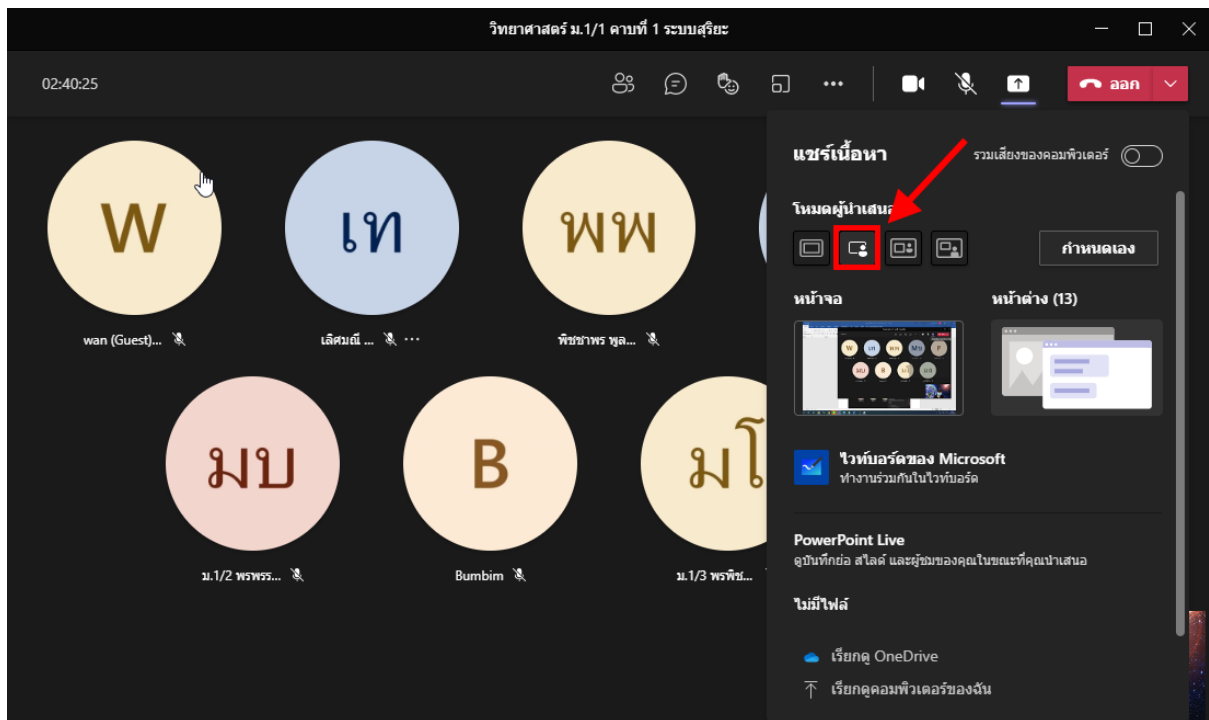 วิทยาศาสตร์ ม.1/1 คาบที่ 1 ระบบสุริยะ
02:40:25
ออก
แชร์เนื้อหา
รวมเสียงของคอมพิวเตอร์
โหมดผู้นำเสนอ
กำหนดเอง
หน้าจอ
หน้าต่าง (13)
W
เท
พพ
wan (Guest)...
เลิศมณี ...
พิชชาพร พูล...
ไวท์บอร์ดของ Microsoft
ทำงานร่วมกันในไวท์บอร์ด
มบ
B
มโ
PowerPoint Live
ดูบันทึกย่อ สไลด์ และผู้ชมของคุณในขณะที่คุณนำเสนอ
ม.1/2 พรพรร...
Bumbim
ม.1/3 พรพิช...
ไม่มีไฟล์
เรียกดู OneDrive
เรียกดูคอมพิวเตอร์ของฉัน